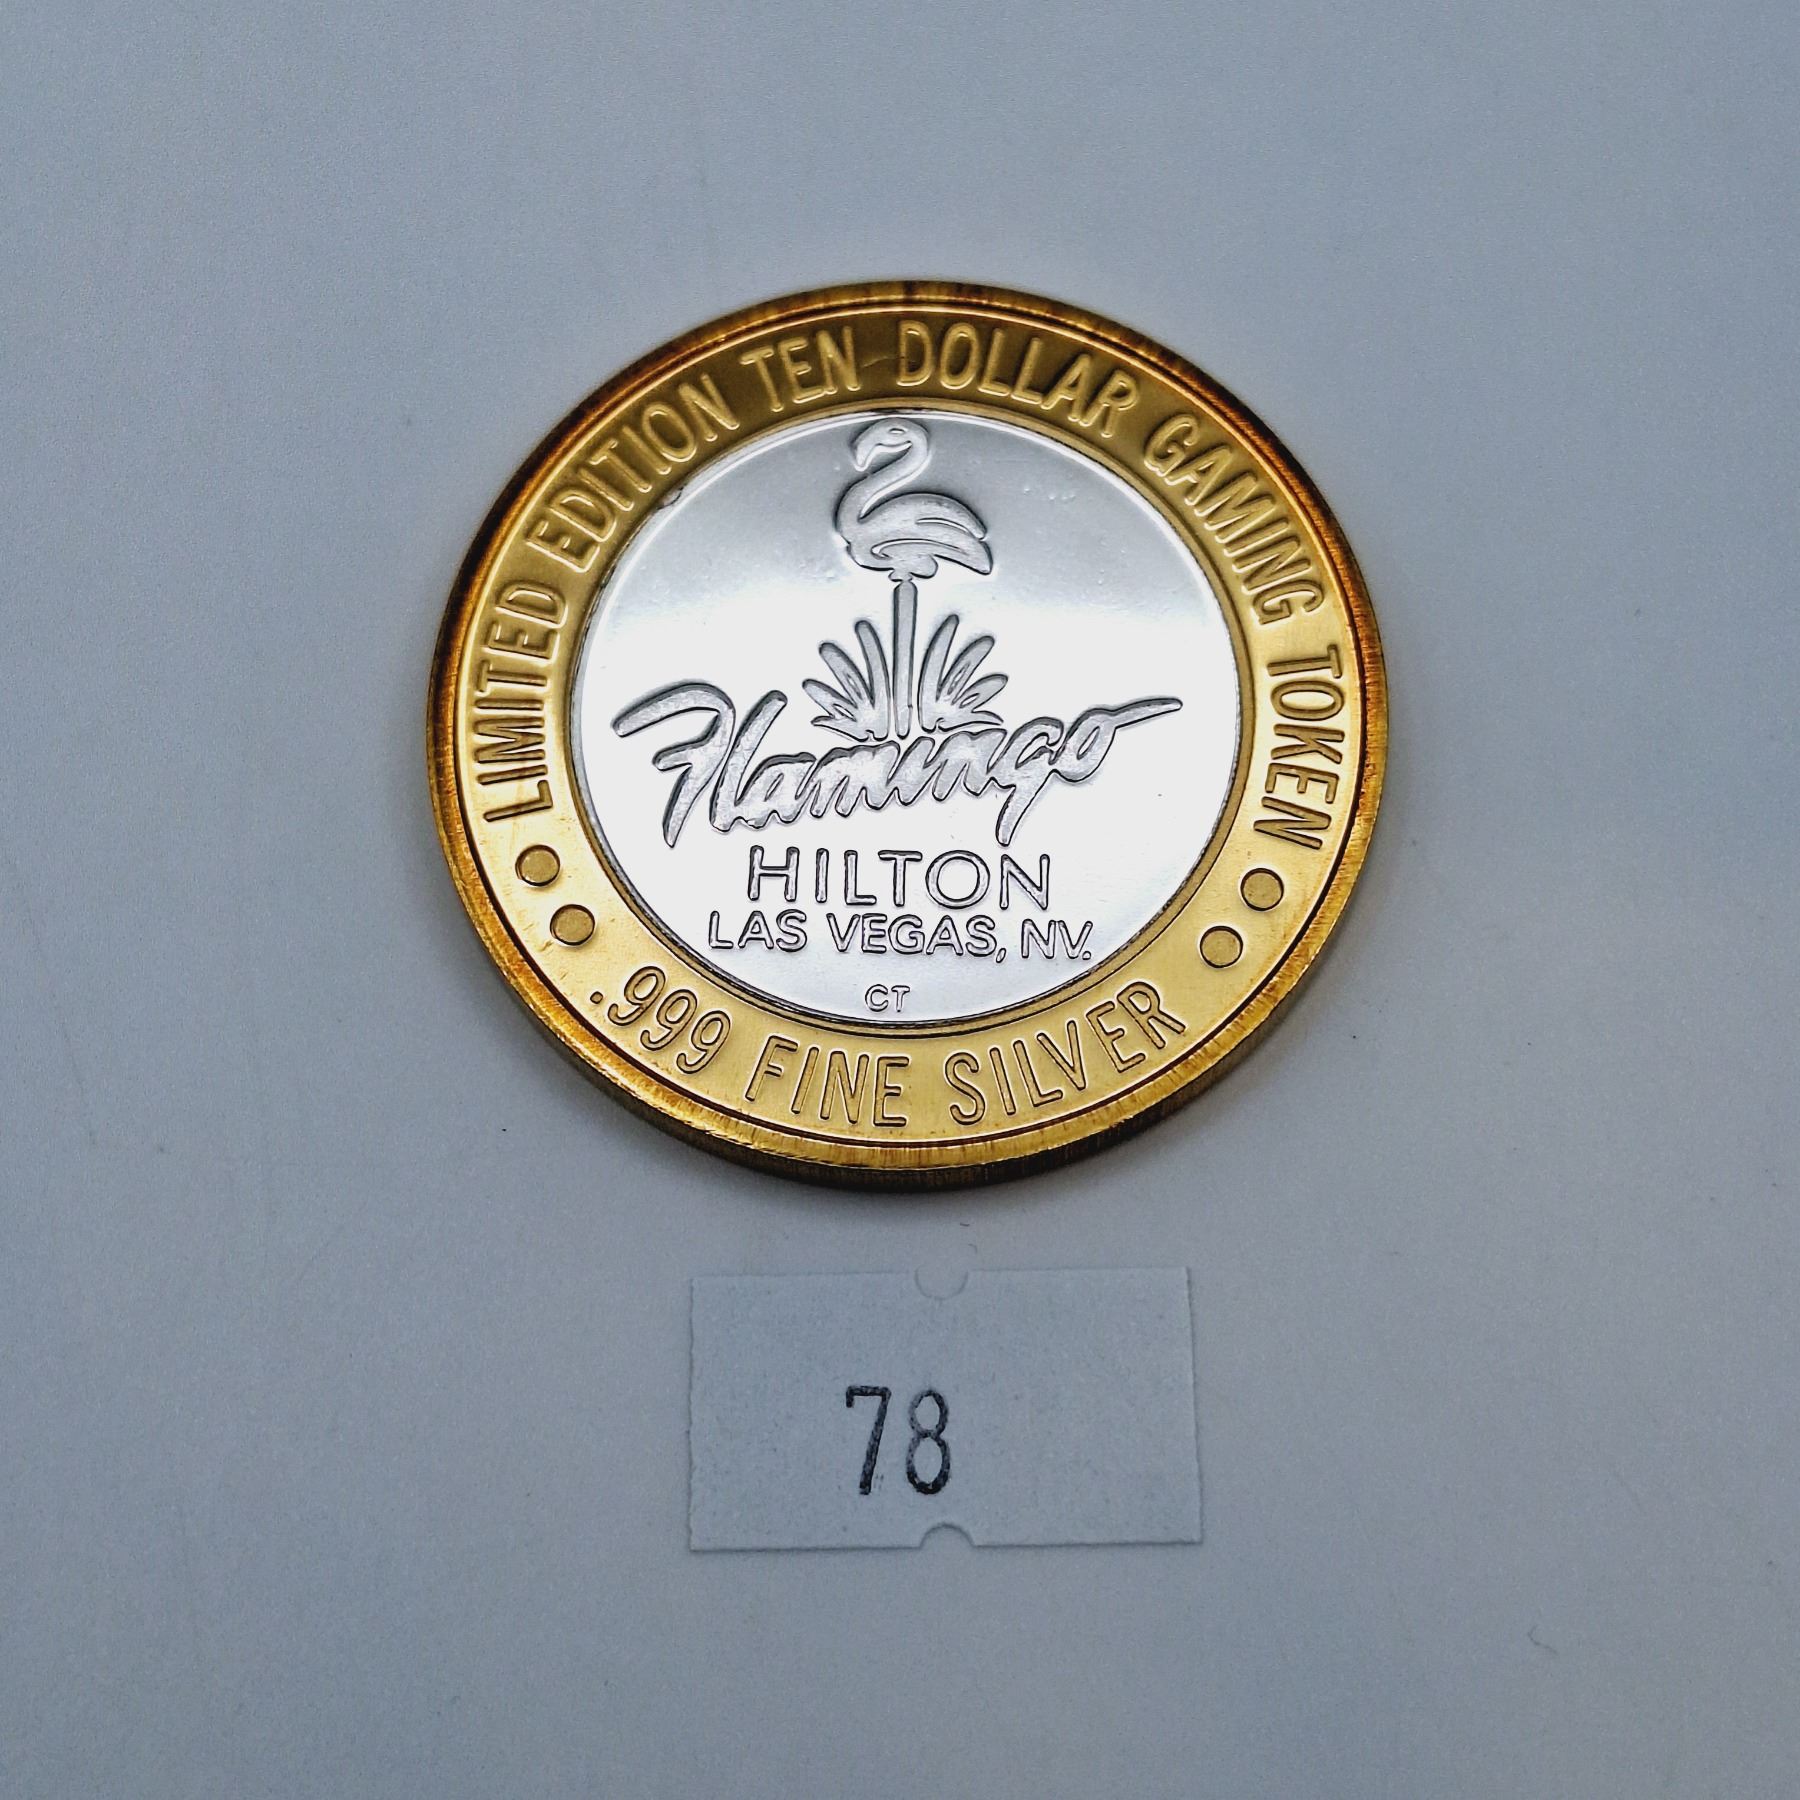 LIMITED EDITION TEN DOLLAR GAMING TOKEN
Flamingo
HILTON
LAS VEGAS, NV.
CT
.999 FINE SILVER
78